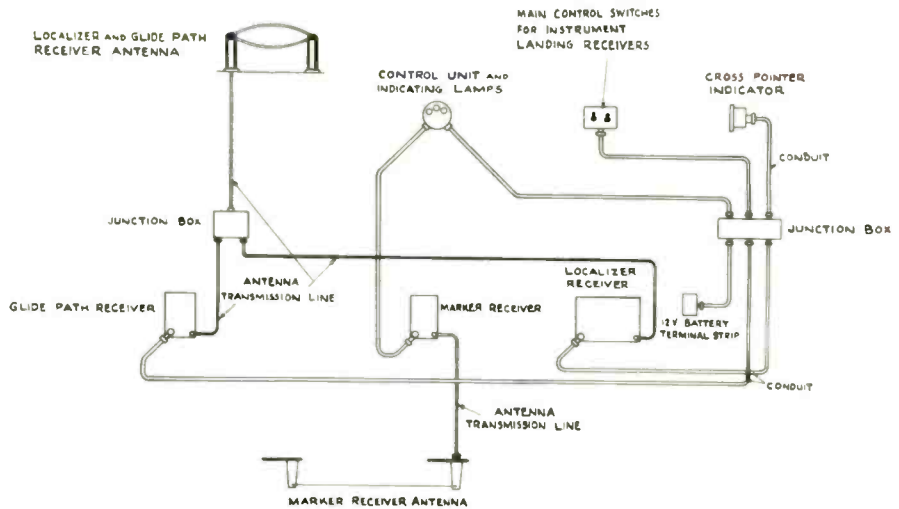 MAIN CONTROL SWITCHES
FOR INSTRUMENT
LANDING RECEIVERS
LOCALIZER AND GLIDE PATH
RECEIVER ANTENNA
CONTROL UNIT AND
INDICATING LAMPS
CROSS POINTER
INDICATOR
CONDUIT
JUNCTION BOX
JUNCTION BOX
ANTENNA
TRANSMISSION LINE
LOCALIZER
RECEIVER
GLIDE PATH RECEIVER
MARKER RECEIVER
12V BATTERY
TERMINAL STRIP
CONDUIT
ANTENNA
TRANSMISSION LINE
MARKER RECEIVER ANTENNA